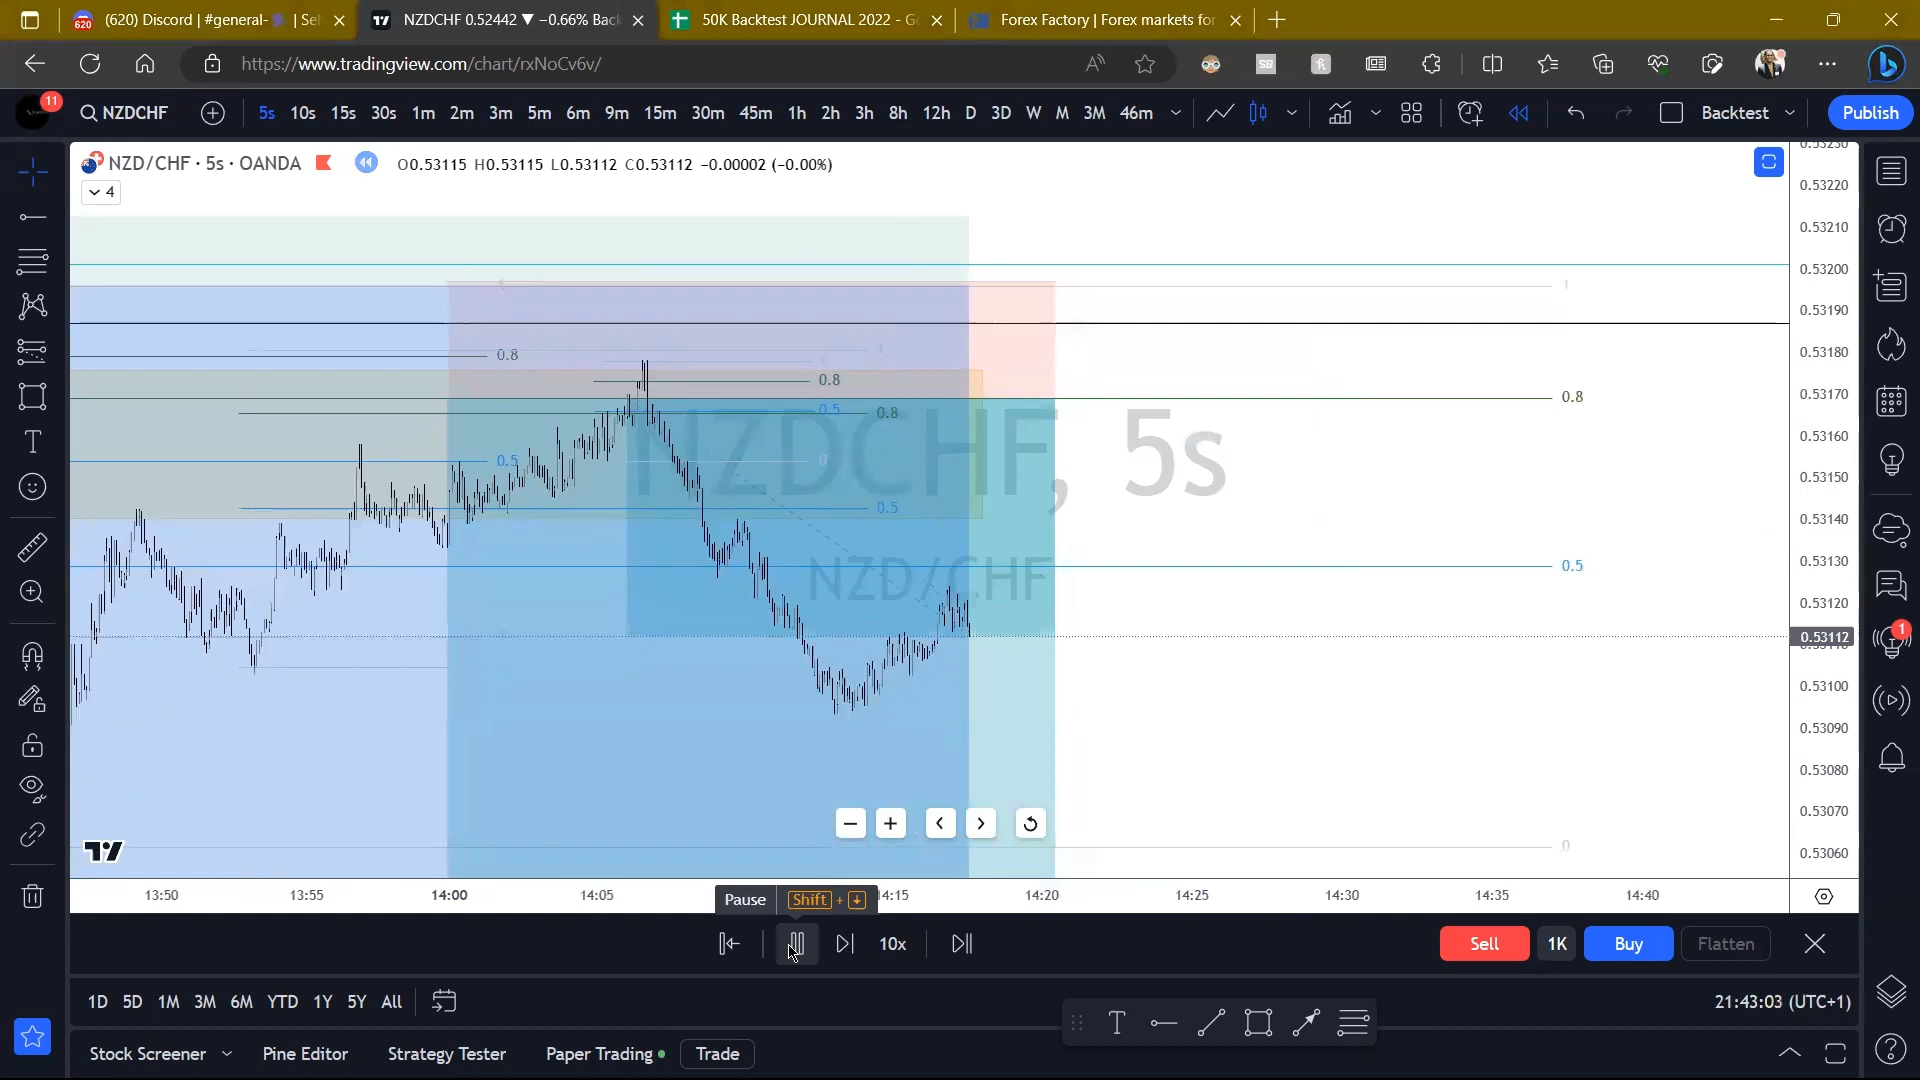 (620) Discord | #general-
NZDCHF 0.52442 ▼ −0.66% Back
50K Backtest JOURNAL 2022 - G
Forex Factory | Forex markets for
https://www.tradingview.com/chart/rxNoCv6v/
11
NZDCHF 5s 10s 15s 30s 1m 2m 3m 5m 6m 9m 15m 30m 45m 1h 2h 3h 8h 12h D 3D W M 3M 46m Backtest Publish
NZD/CHF · 5s · OANDA O0.53115 H0.53115 L0.53112 C0.53112 −0.00002 (−0.00%)
4
0.53230
0.53220
0.53210
0.53200
1
0.53190
0.8
0.53180
0.8
0.8
0.53170
0.5
0.8
NZDCHF, 5s
0.53160
0.5
0
0.53150
0.5
0.53140
0.5
0.53130
NZD/CHF
0.53120
0.53112
0.53100
0.53090
0.53080
0.53070
0
0.53060
13:50 13:55 14:00 14:05 14:15 14:20 14:25 14:30 14:35 14:40
Pause Shift + ↓
10x
Sell 1K Buy Flatten
1D 5D 1M 3M 6M YTD 1Y 5Y All
21:43:03 (UTC+1)
Stock Screener Pine Editor Strategy Tester Paper Trading Trade